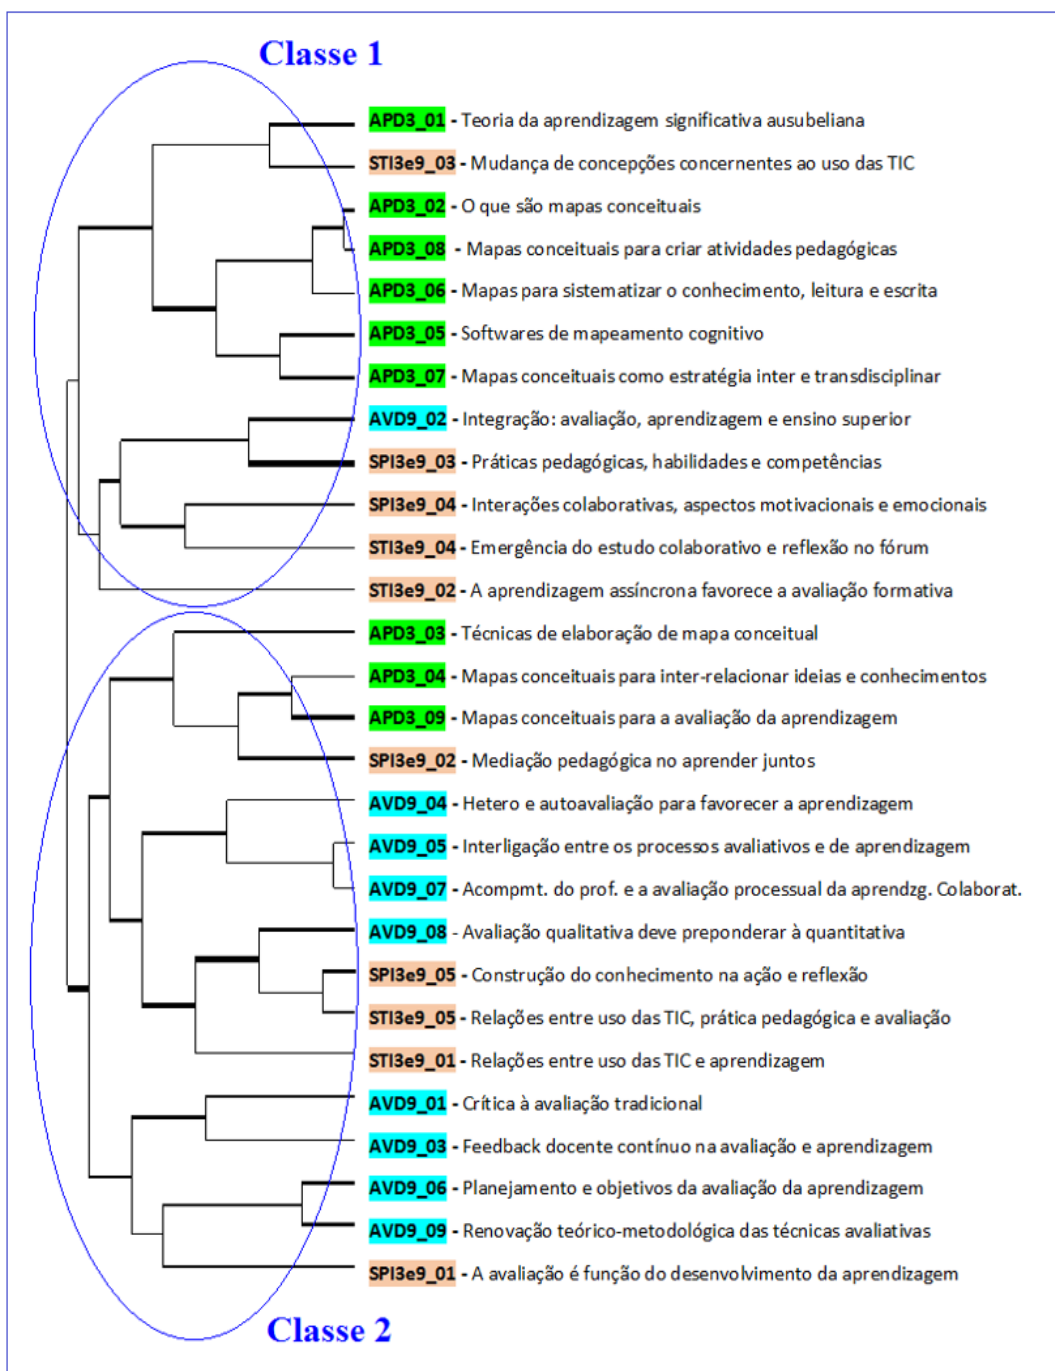 Classe 1
APD3_01 - Teoria da aprendizagem significativa ausubeliana
STI3e9_03 - Mudança de concepções concernentes ao uso das TIC
APD3_02 - O que são mapas conceituais
APD3_08 - Mapas conceituais para criar atividades pedagógicas
APD3_06 - Mapas para sistematizar o conhecimento, leitura e escrita
APD3_05 - Softwares de mapeamento cognitivo
APD3_07 - Mapas conceituais como estratégia inter e transdisciplinar
AVD9_02 - Integração: avaliação, aprendizagem e ensino superior
SPI3e9_03 - Práticas pedagógicas, habilidades e competências
SPI3e9_04 - Interações colaborativas, aspectos motivacionais e emocionais
STI3e9_04 - Emergência do estudo colaborativo e reflexão no fórum
STI3e9_02 - A aprendizagem assíncrona favorece a avaliação formativa
APD3_03 - Técnicas de elaboração de mapa conceitual
APD3_04 - Mapas conceituais para inter-relacionar ideias e conhecimentos
APD3_09 - Mapas conceituais para a avaliação da aprendizagem
SPI3e9_02 - Mediação pedagógica no aprender juntos
AVD9_04 - Hetero e autoavaliação para favorecer a aprendizagem
AVD9_05 - Interligação entre os processos avaliativos e de aprendizagem
AVD9_07 - Acompmt. do prof. e a avaliação processual da aprendzg. Colaborat.
AVD9_08 - Avaliação qualitativa deve preponderar à quantitativa
SPI3e9_05 - Construção do conhecimento na ação e reflexão
STI3e9_05 - Relações entre uso das TIC, prática pedagógica e avaliação
STI3e9_01 - Relações entre uso das TIC e aprendizagem
AVD9_01 - Crítica à avaliação tradicional
AVD9_03 - Feedback docente contínuo na avaliação e aprendizagem
AVD9_06 - Planejamento e objetivos da avaliação da aprendizagem
AVD9_09 - Renovação teórico-metodológica das técnicas avaliativas
SPI3e9_01 - A avaliação é função do desenvolvimento da aprendizagem
Classe 2